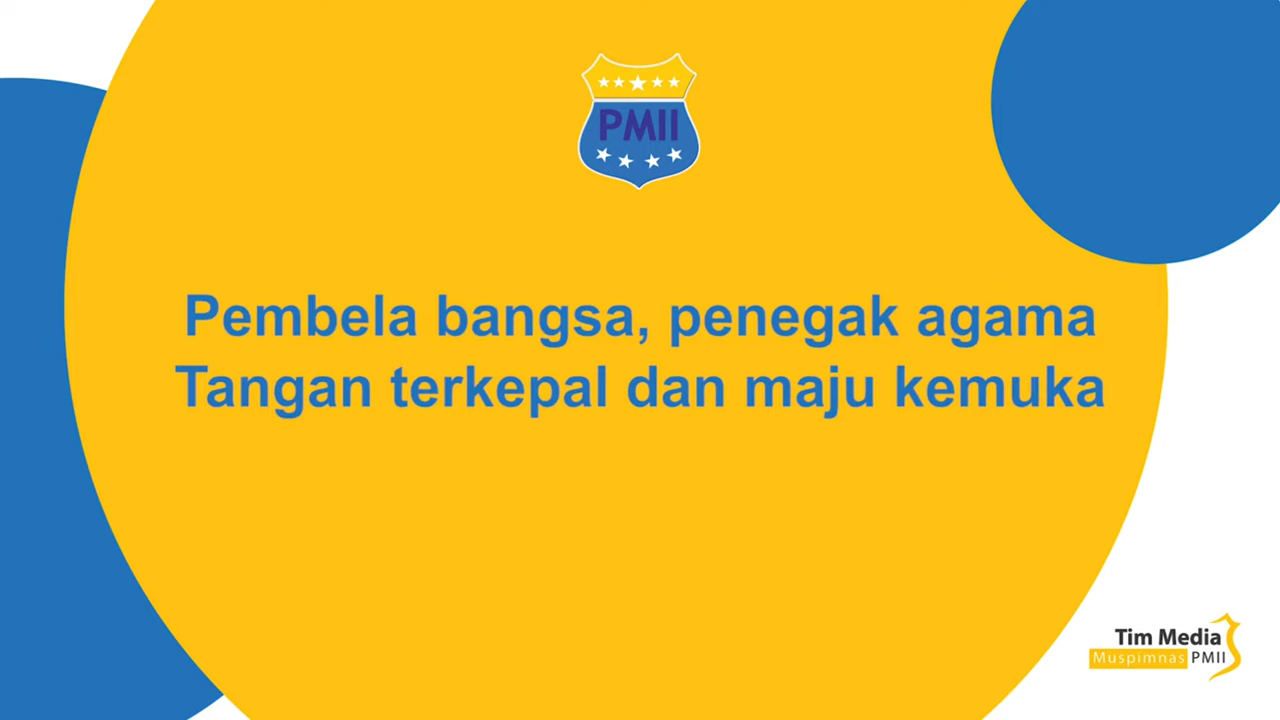 PMII
Pembela bangsa, penegak agama
Tangan terkepal dan maju kemuka
Tim Media
Muspimnas PMII